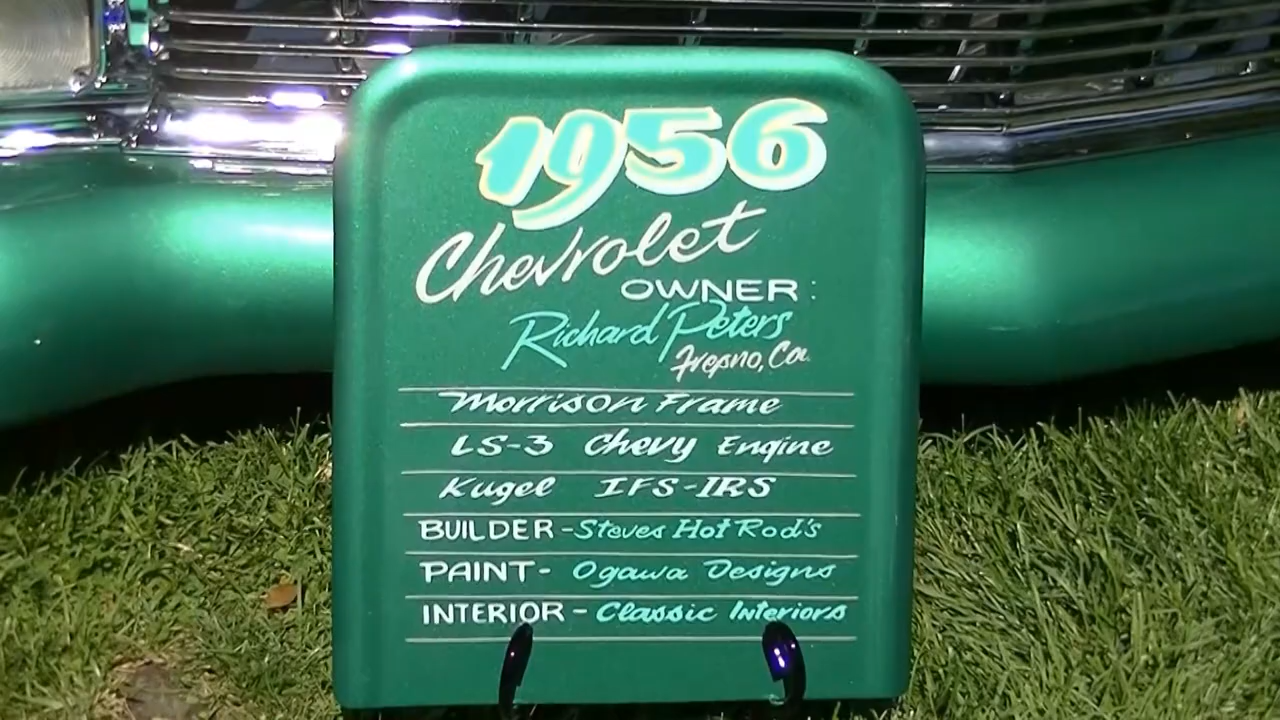 1956
Chevrolet
OWNER:
Richard Peters
Fresno, Ca.
Morrison Frame
LS-3 Chevy Engine
Kugel IFS-IRS
BUILDER - Steves Hot Rod's
PAINT - Ogawa Designs
INTERIOR - Classic Interiors